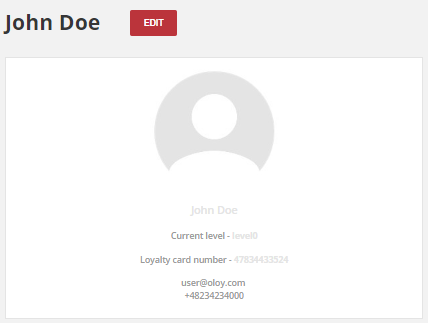 John Doe
EDIT
John Doe
Current level - level0
Loyalty card number - 47834433524
user@oloy.com
+48234234000